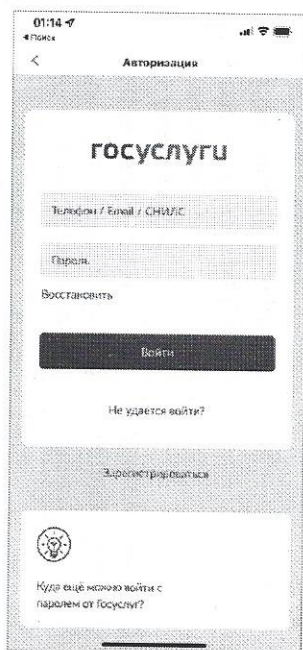 01:14
Поиск
Авторизация
госуслуги
Телефон / Email / СНИЛС
Пароль
Восстановить
Войти
Не удается войти?
Зарегистрироваться
Куда ещё можно войти с
паролем от Госуслуг?